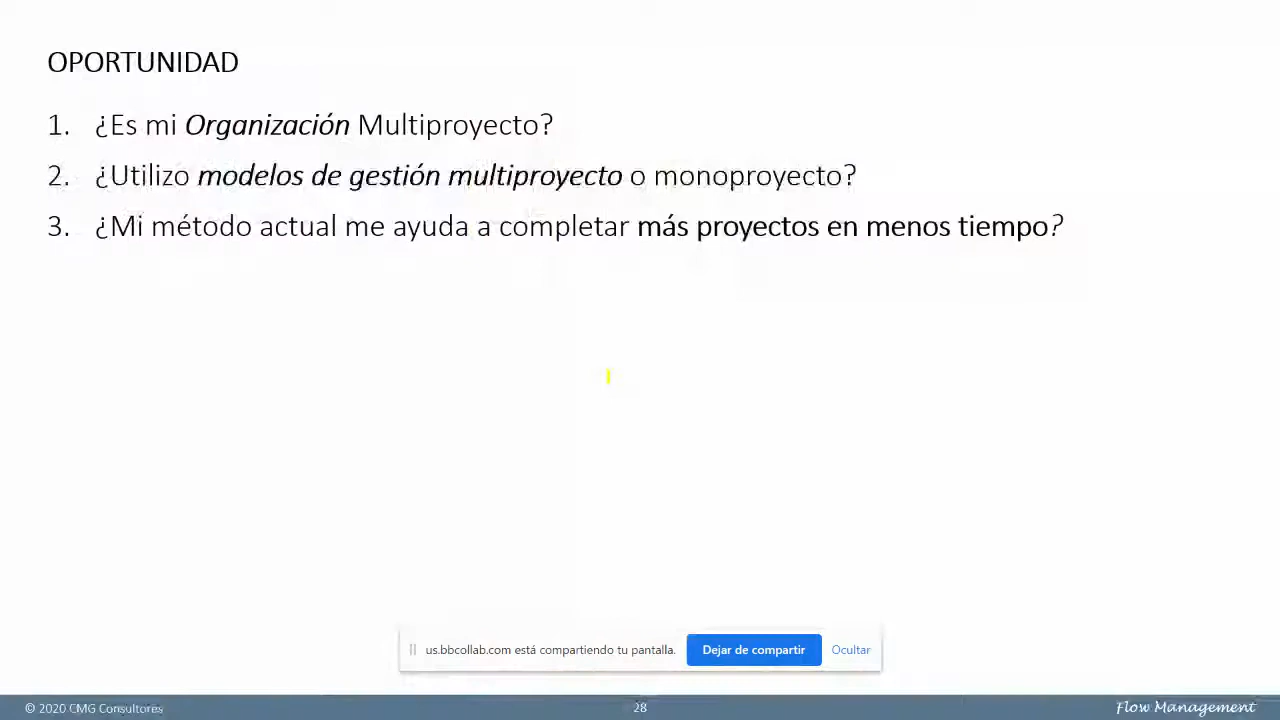 OPORTUNIDAD
1. ¿Es mi Organización Multiproyecto?
2. ¿Utilizo modelos de gestión multiproyecto o monoproyecto?
3. ¿Mi método actual me ayuda a completar más proyectos en menos tiempo?
us.bbcollab.com está compartiendo tu pantalla. Dejar de compartir Ocultar
© 2020 CMG Consultores 28 Flow Management